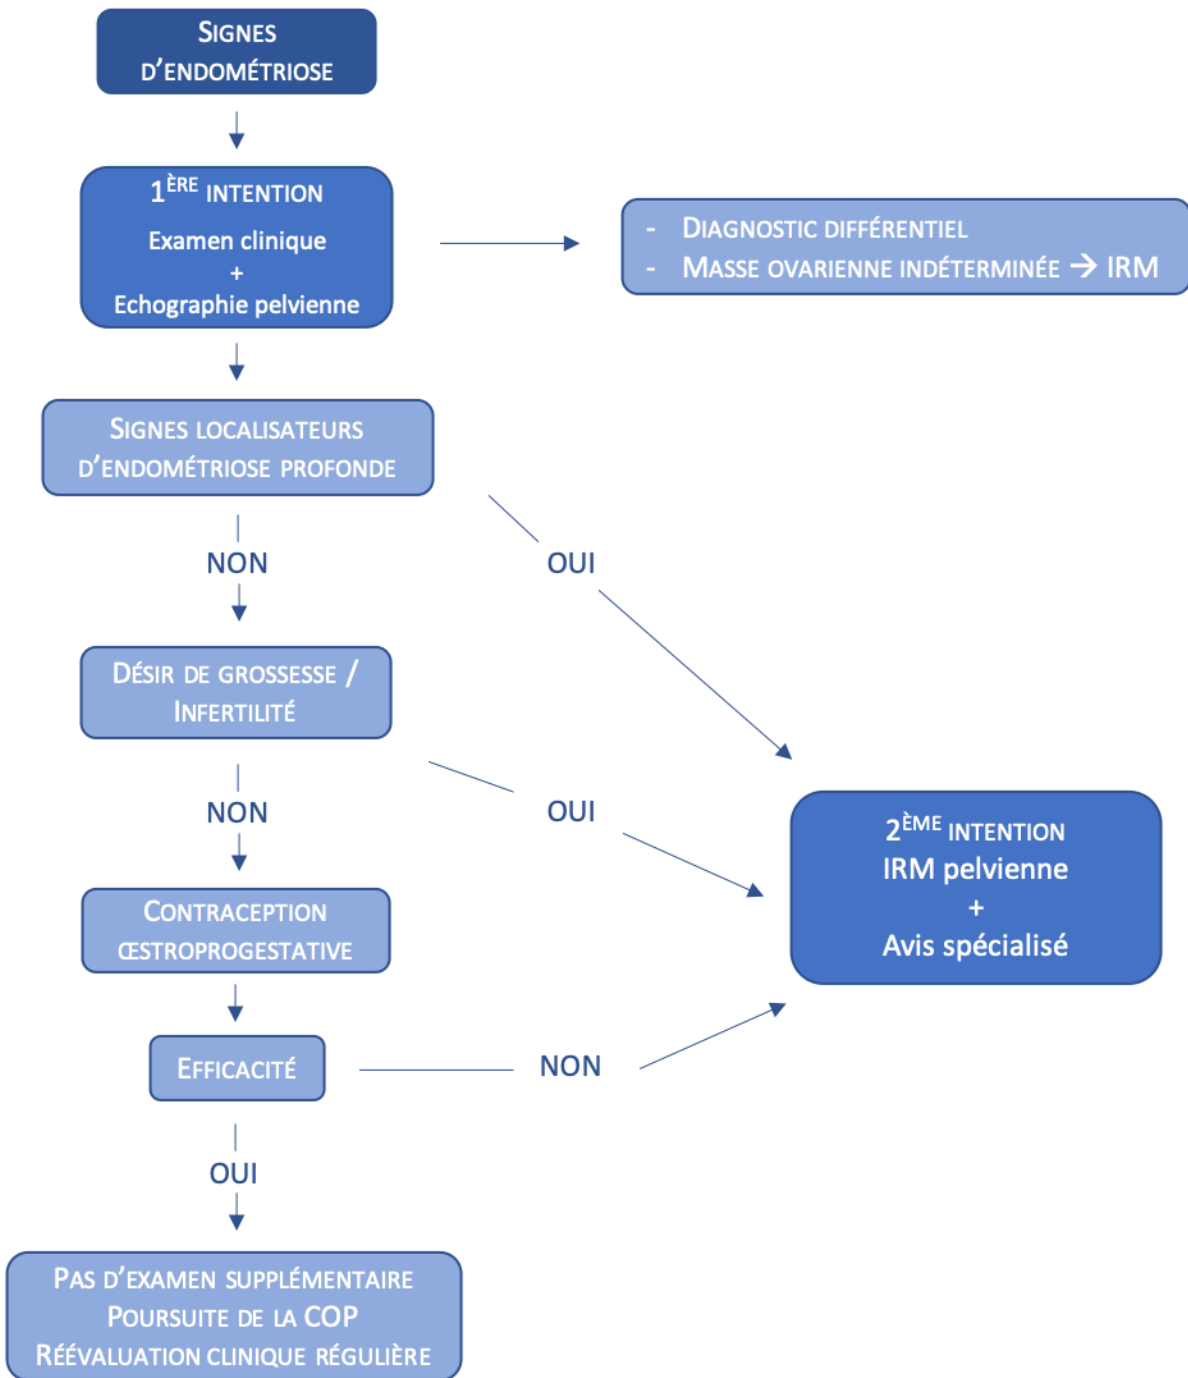 SIGNES
D'ENDOMÉTRIOSE
1ÈRE INTENTION
Examen clinique
+
Echographie pelvienne
- DIAGNOSTIC DIFFÉRENTIEL
- MASSE OVARIENNE INDÉTERMINÉE → IRM
SIGNES LOCALISATEURS
D'ENDOMÉTRIOSE PROFONDE
NON
OUI
DÉSIR DE GROSSESSE /
INFERTILITÉ
NON
OUI
2ÈME INTENTION
IRM pelvienne
+
Avis spécialisé
CONTRACEPTION
ŒSTROPROGESTATIVE
EFFICACITÉ
NON
OUI
PAS D'EXAMEN SUPPLÉMENTAIRE
POURSUITE DE LA COP
RÉÉVALUATION CLINIQUE RÉGULIÈRE